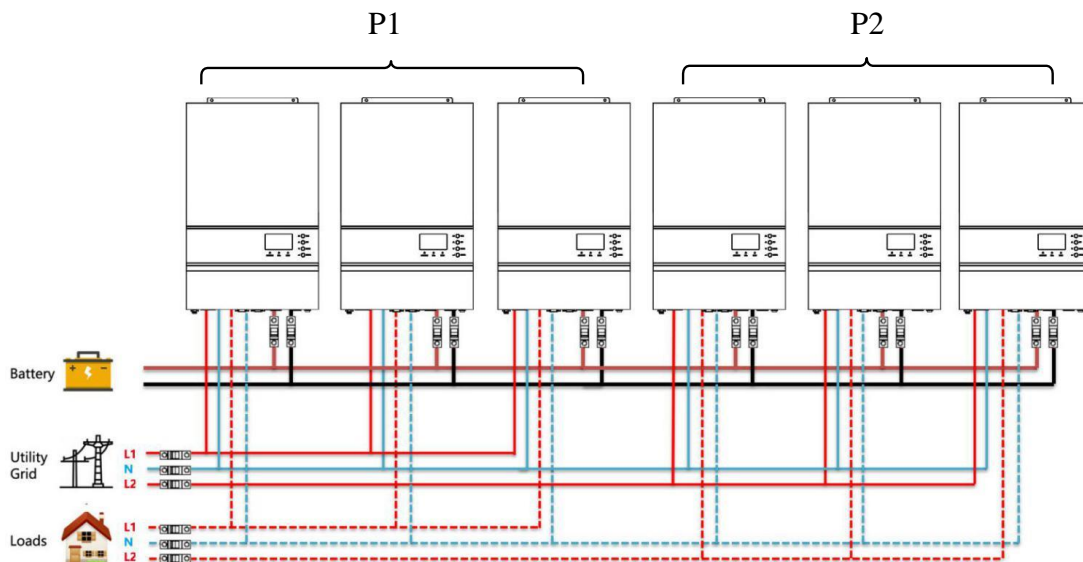 P1
P2
Battery
Utility
Grid
L1
N
L2
Loads
L1
N
L2